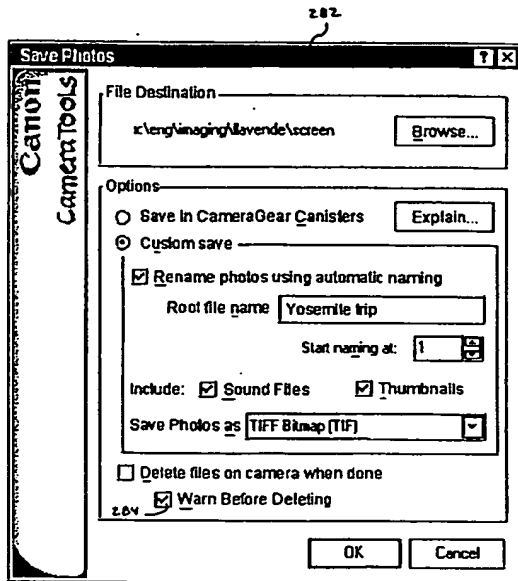 282
Save Photos
Canon
CameraTools
File Destination
x:\eng\imaging\llavende\screen
Browse...
Options
Save In CameraGear Canisters
Explain...
Custom save
Rename photos using automatic naming
Root file name Yosemite trip
Start naming at: 1
Include: Sound Files Thumbnails
Save Photos as TIFF Bitmap [TIF]
Delete files on camera when done
284 Warn Before Deleting
OK Cancel